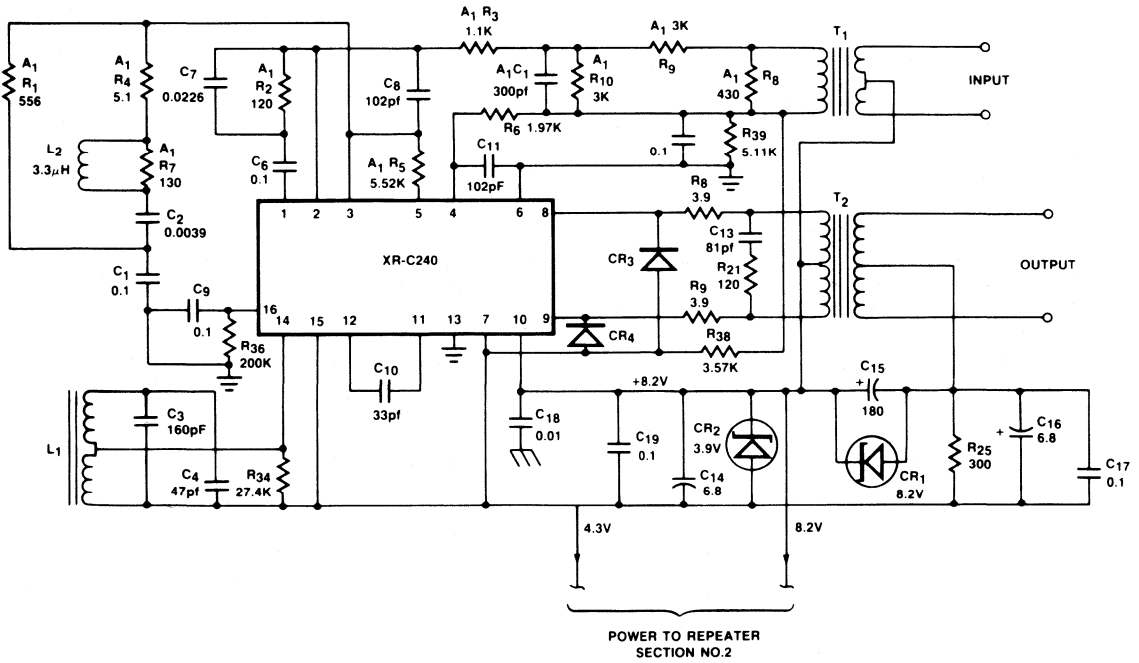 A1 R3
1.1K
A1 3K
R9
T1
INPUT
A1
R1
556
A1
R4
5.1
C7
0.0226
A1
R2
120
C8
102pf
A1C1
300pf
A1
R10
3K
A1
R8
430
R6 1.97K
L2
3.3μH
A1
R7
130
C6
0.1
A1 R5
5.52K
C11
102pF
0.1
R39
5.11K
C2
0.0039
1
2
3
5
4
6
8
R8
3.9
T2
C1
0.1
XR-C240
CR3
C13
81pf
R21
120
OUTPUT
C9
0.1
16
14
15
12
11
13
7
10
9
R9
3.9
CR4
R36
200K
R38
3.57K
C10
33pf
+8.2V
+
C15
180
L1
C3
160pF
C4
47pf
R34
27.4K
C18
0.01
C19
0.1
C14
6.8
CR2
3.9V
CR1
8.2V
R25
300
+
C16
6.8
C17
0.1
4.3V
8.2V
POWER TO REPEATER
SECTION NO.2